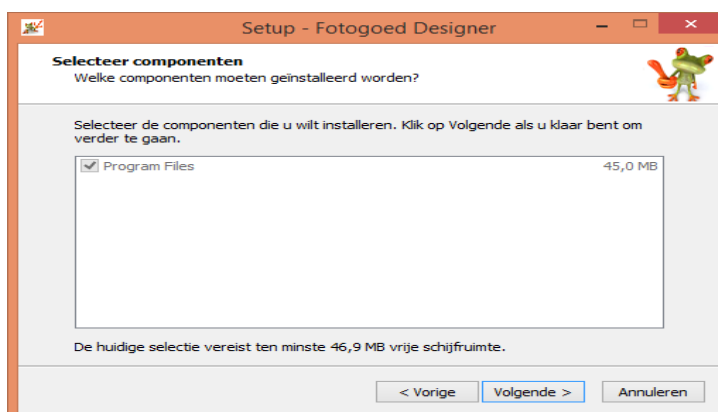 Setup - Fotogoed Designer
Selecteer componenten
Welke componenten moeten geïnstalleerd worden?
Selecteer de componenten die u wilt installeren. Klik op Volgende als u klaar bent om
verder te gaan.
Program Files 45,0 MB
De huidige selectie vereist ten minste 46,9 MB vrije schijfruimte.
< Vorige Volgende > Annuleren